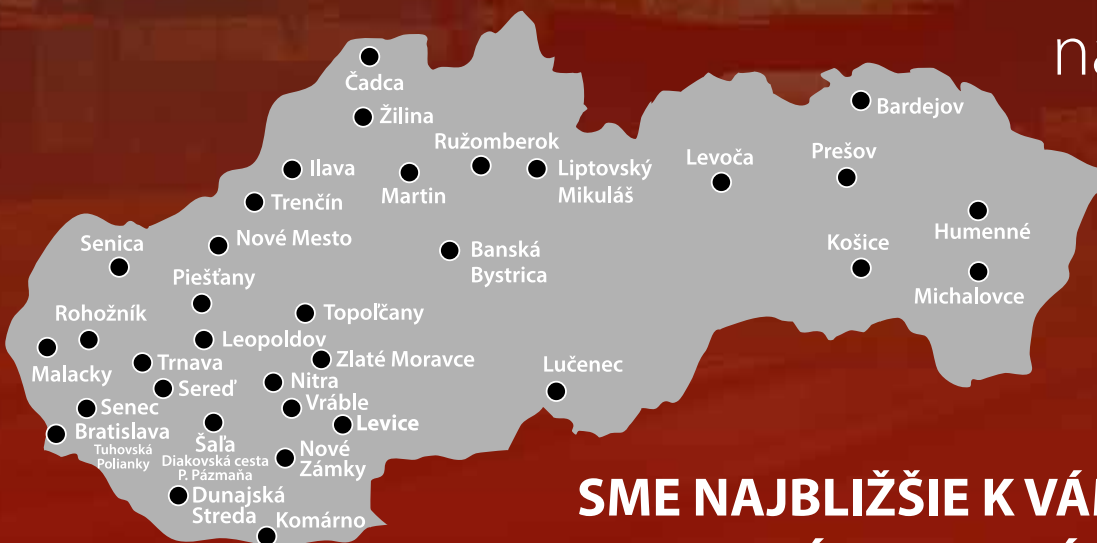 na
Čadca
Žilina
Bardejov
Ružomberok
Ilava
Liptovský
Mikuláš
Levoča
Prešov
Martin
Trenčín
Humenné
Nové Mesto
Senica
Banská
Bystrica
Košice
Piešťany
Michalovce
Rohožník
Topoľčany
Leopoldov
Malacky
Trnava
Zlaté Moravce
Lučenec
Sereď
Nitra
Senec
Vráble
Bratislava
Tuhovská
Polianky
Šaľa
Diakovská cesta
P. Pázmaňa
Levice
Nové
Zámky
Dunajská
Streda
Komárno
SME NAJBLIŽŠIE K VÁM